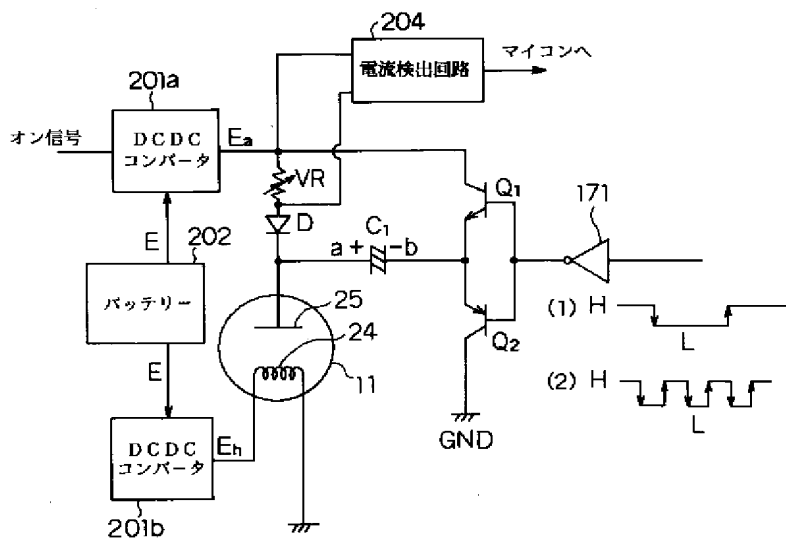 204
電流検出回路
マイコンへ
201a
オン信号
DCDC
コンバータ
Ea
VR
Q1
171
D
C1
a + - b
E
202
バッテリー
25
24
11
Q2
(1) H
L
(2) H
L
GND
E
DCDC
コンバータ
Eh
201b